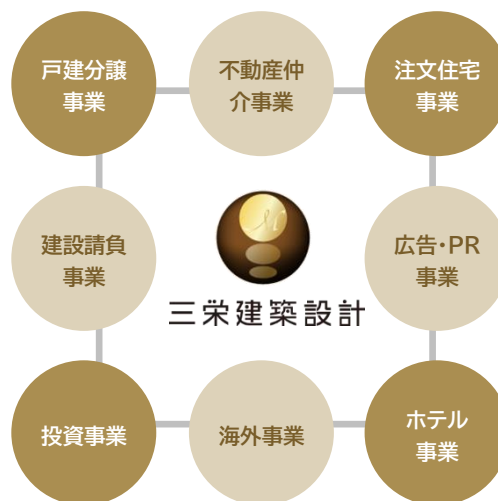 戸建分譲
事業
不動産仲
介事業
注文住宅
事業
建設請負
事業
三栄建築設計
広告・PR
事業
投資事業
海外事業
ホテル
事業